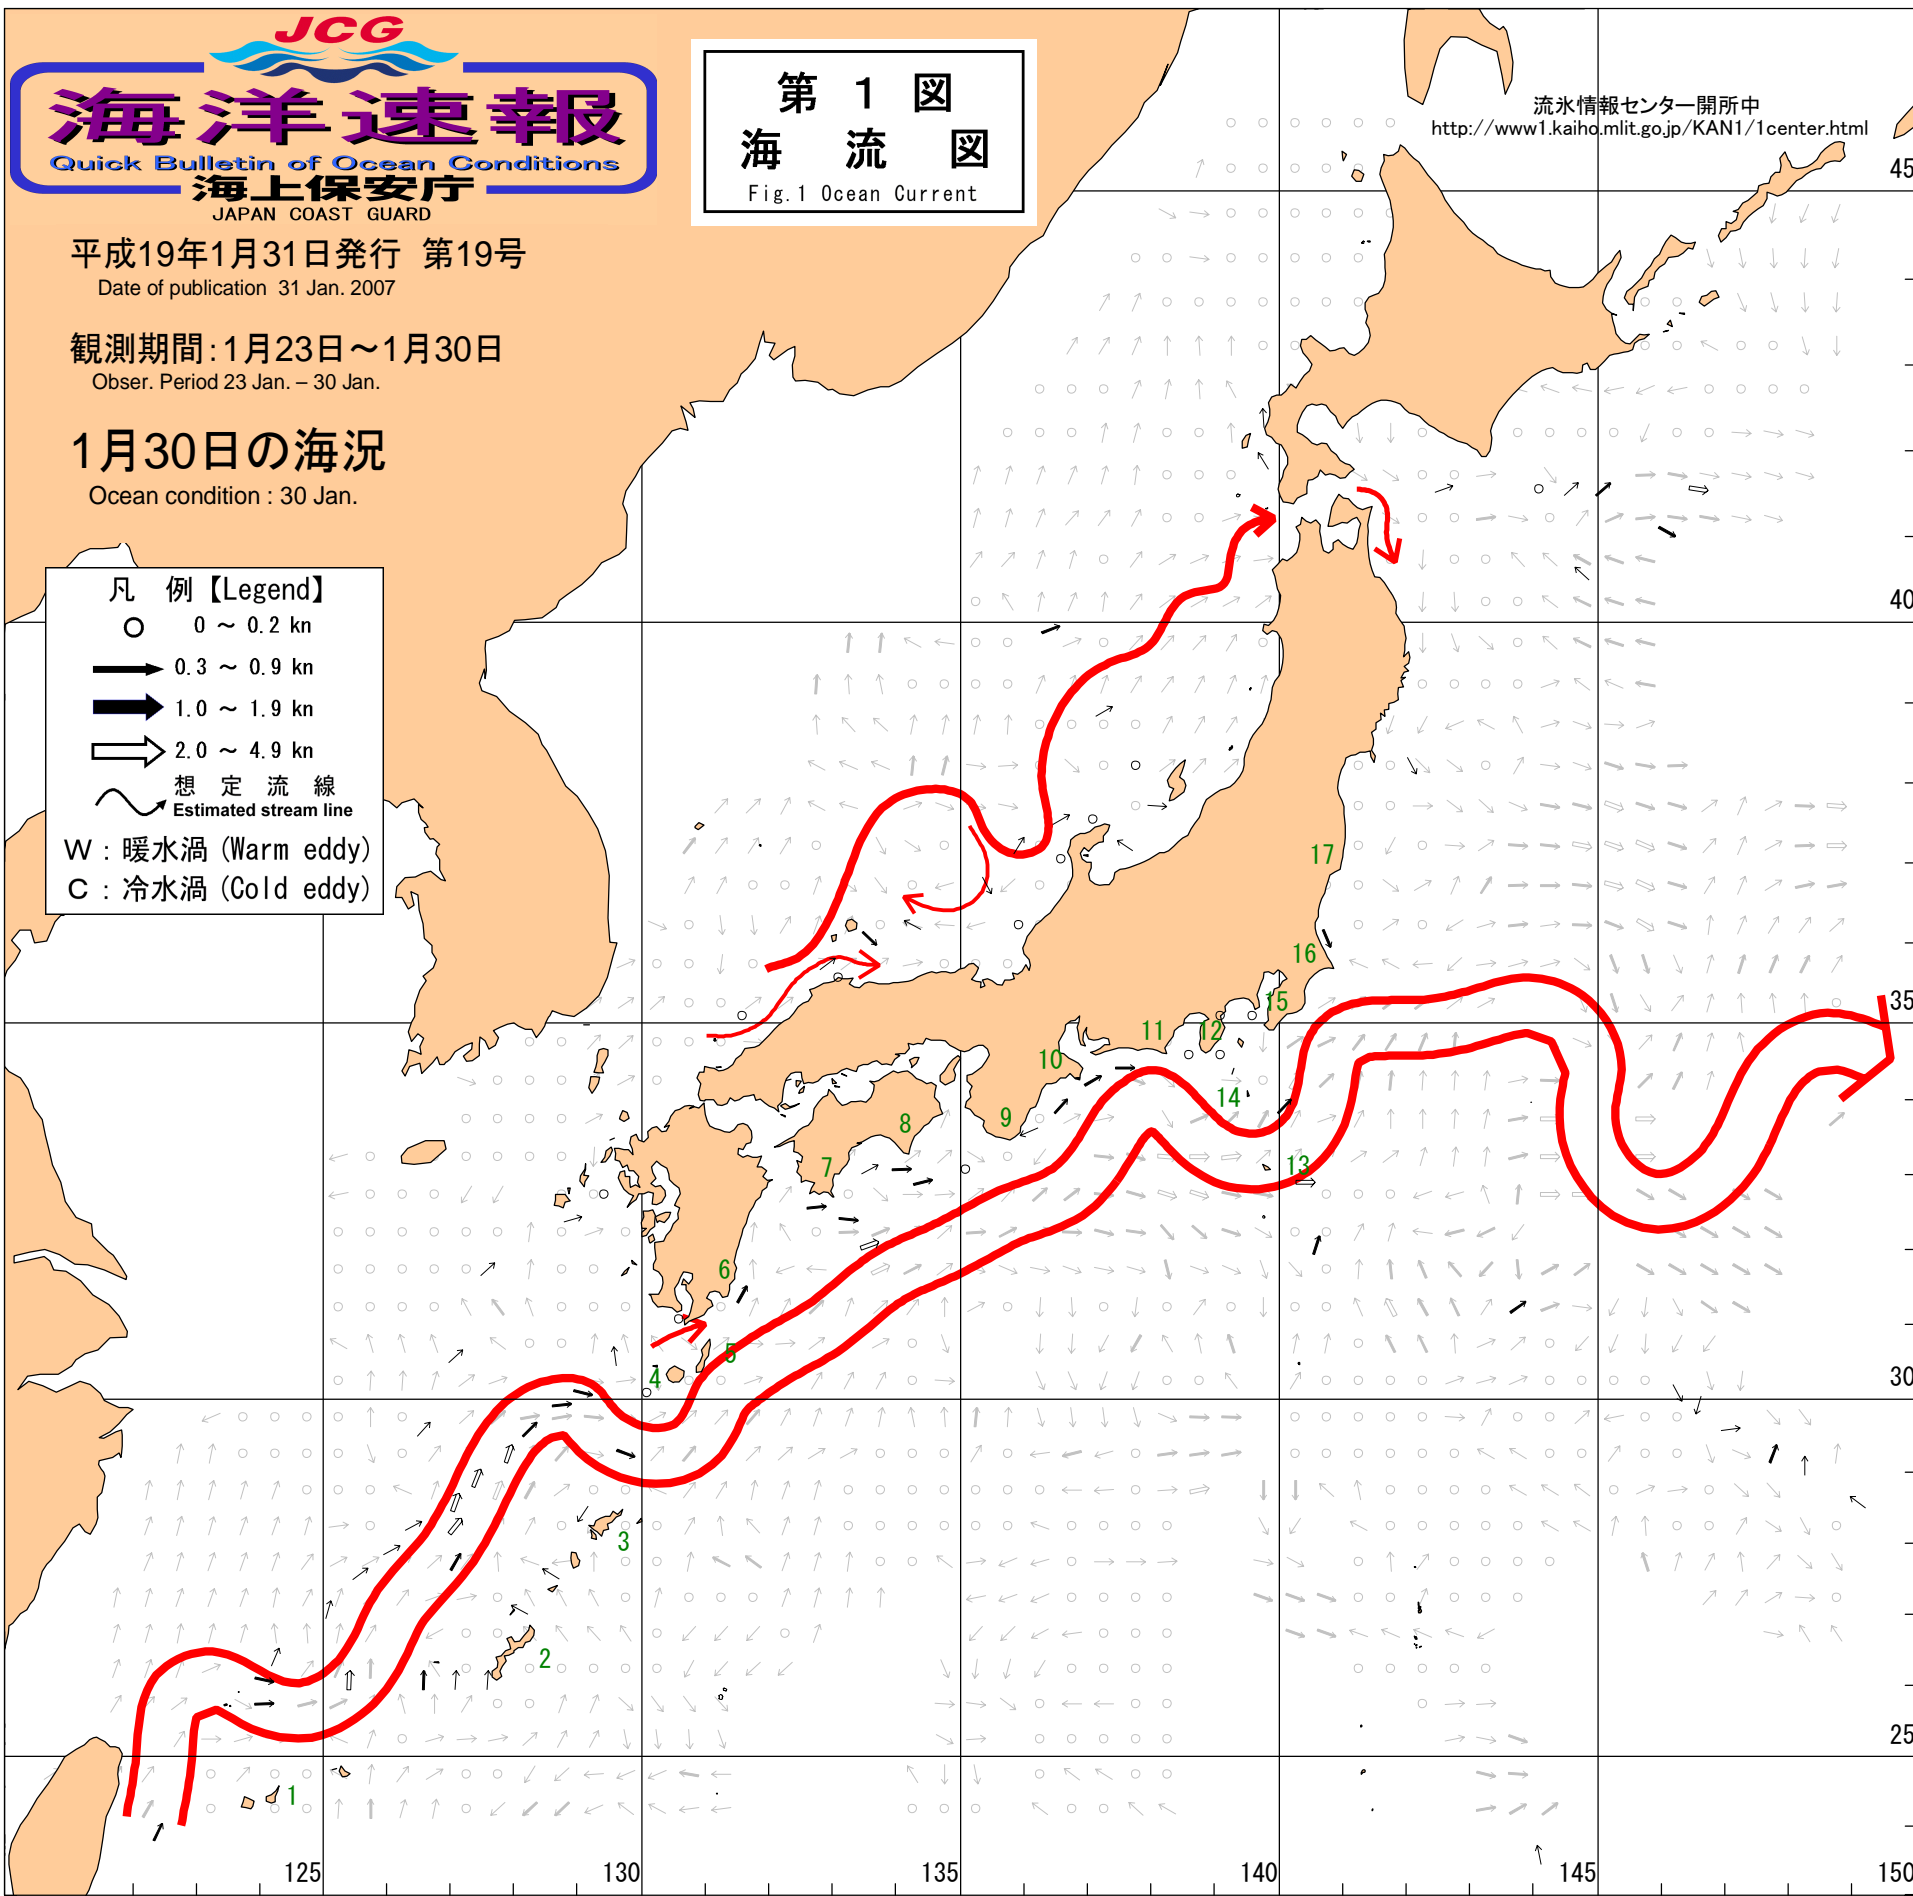 JCG
海洋速報
Quick Bulletin of Ocean Conditions
海上保安庁
JAPAN COAST GUARD
平成19年1月31日発行 第19号
Date of publication 31 Jan. 2007
観測期間:1月23日～1月30日
Obser. Period 23 Jan. – 30 Jan.
1月30日の海況
Ocean condition : 30 Jan.
第 1 図
海 流 図
Fig.1 Ocean Current
流氷情報センター開所中
http://www1.kaiho.mlit.go.jp/KAN1/1center.html
凡 例【Legend】
0 ～ 0.2 kn
0.3 ～ 0.9 kn
1.0 ～ 1.9 kn
2.0 ～ 4.9 kn
想 定 流 線
Estimated stream line
W : 暖水渦 (Warm eddy)
C : 冷水渦 (Cold eddy)
45
40
17
16
35
15
12
11
10
14
9
8
7
13
6
5
4
30
3
2
25
1
125
130
135
140
145
150